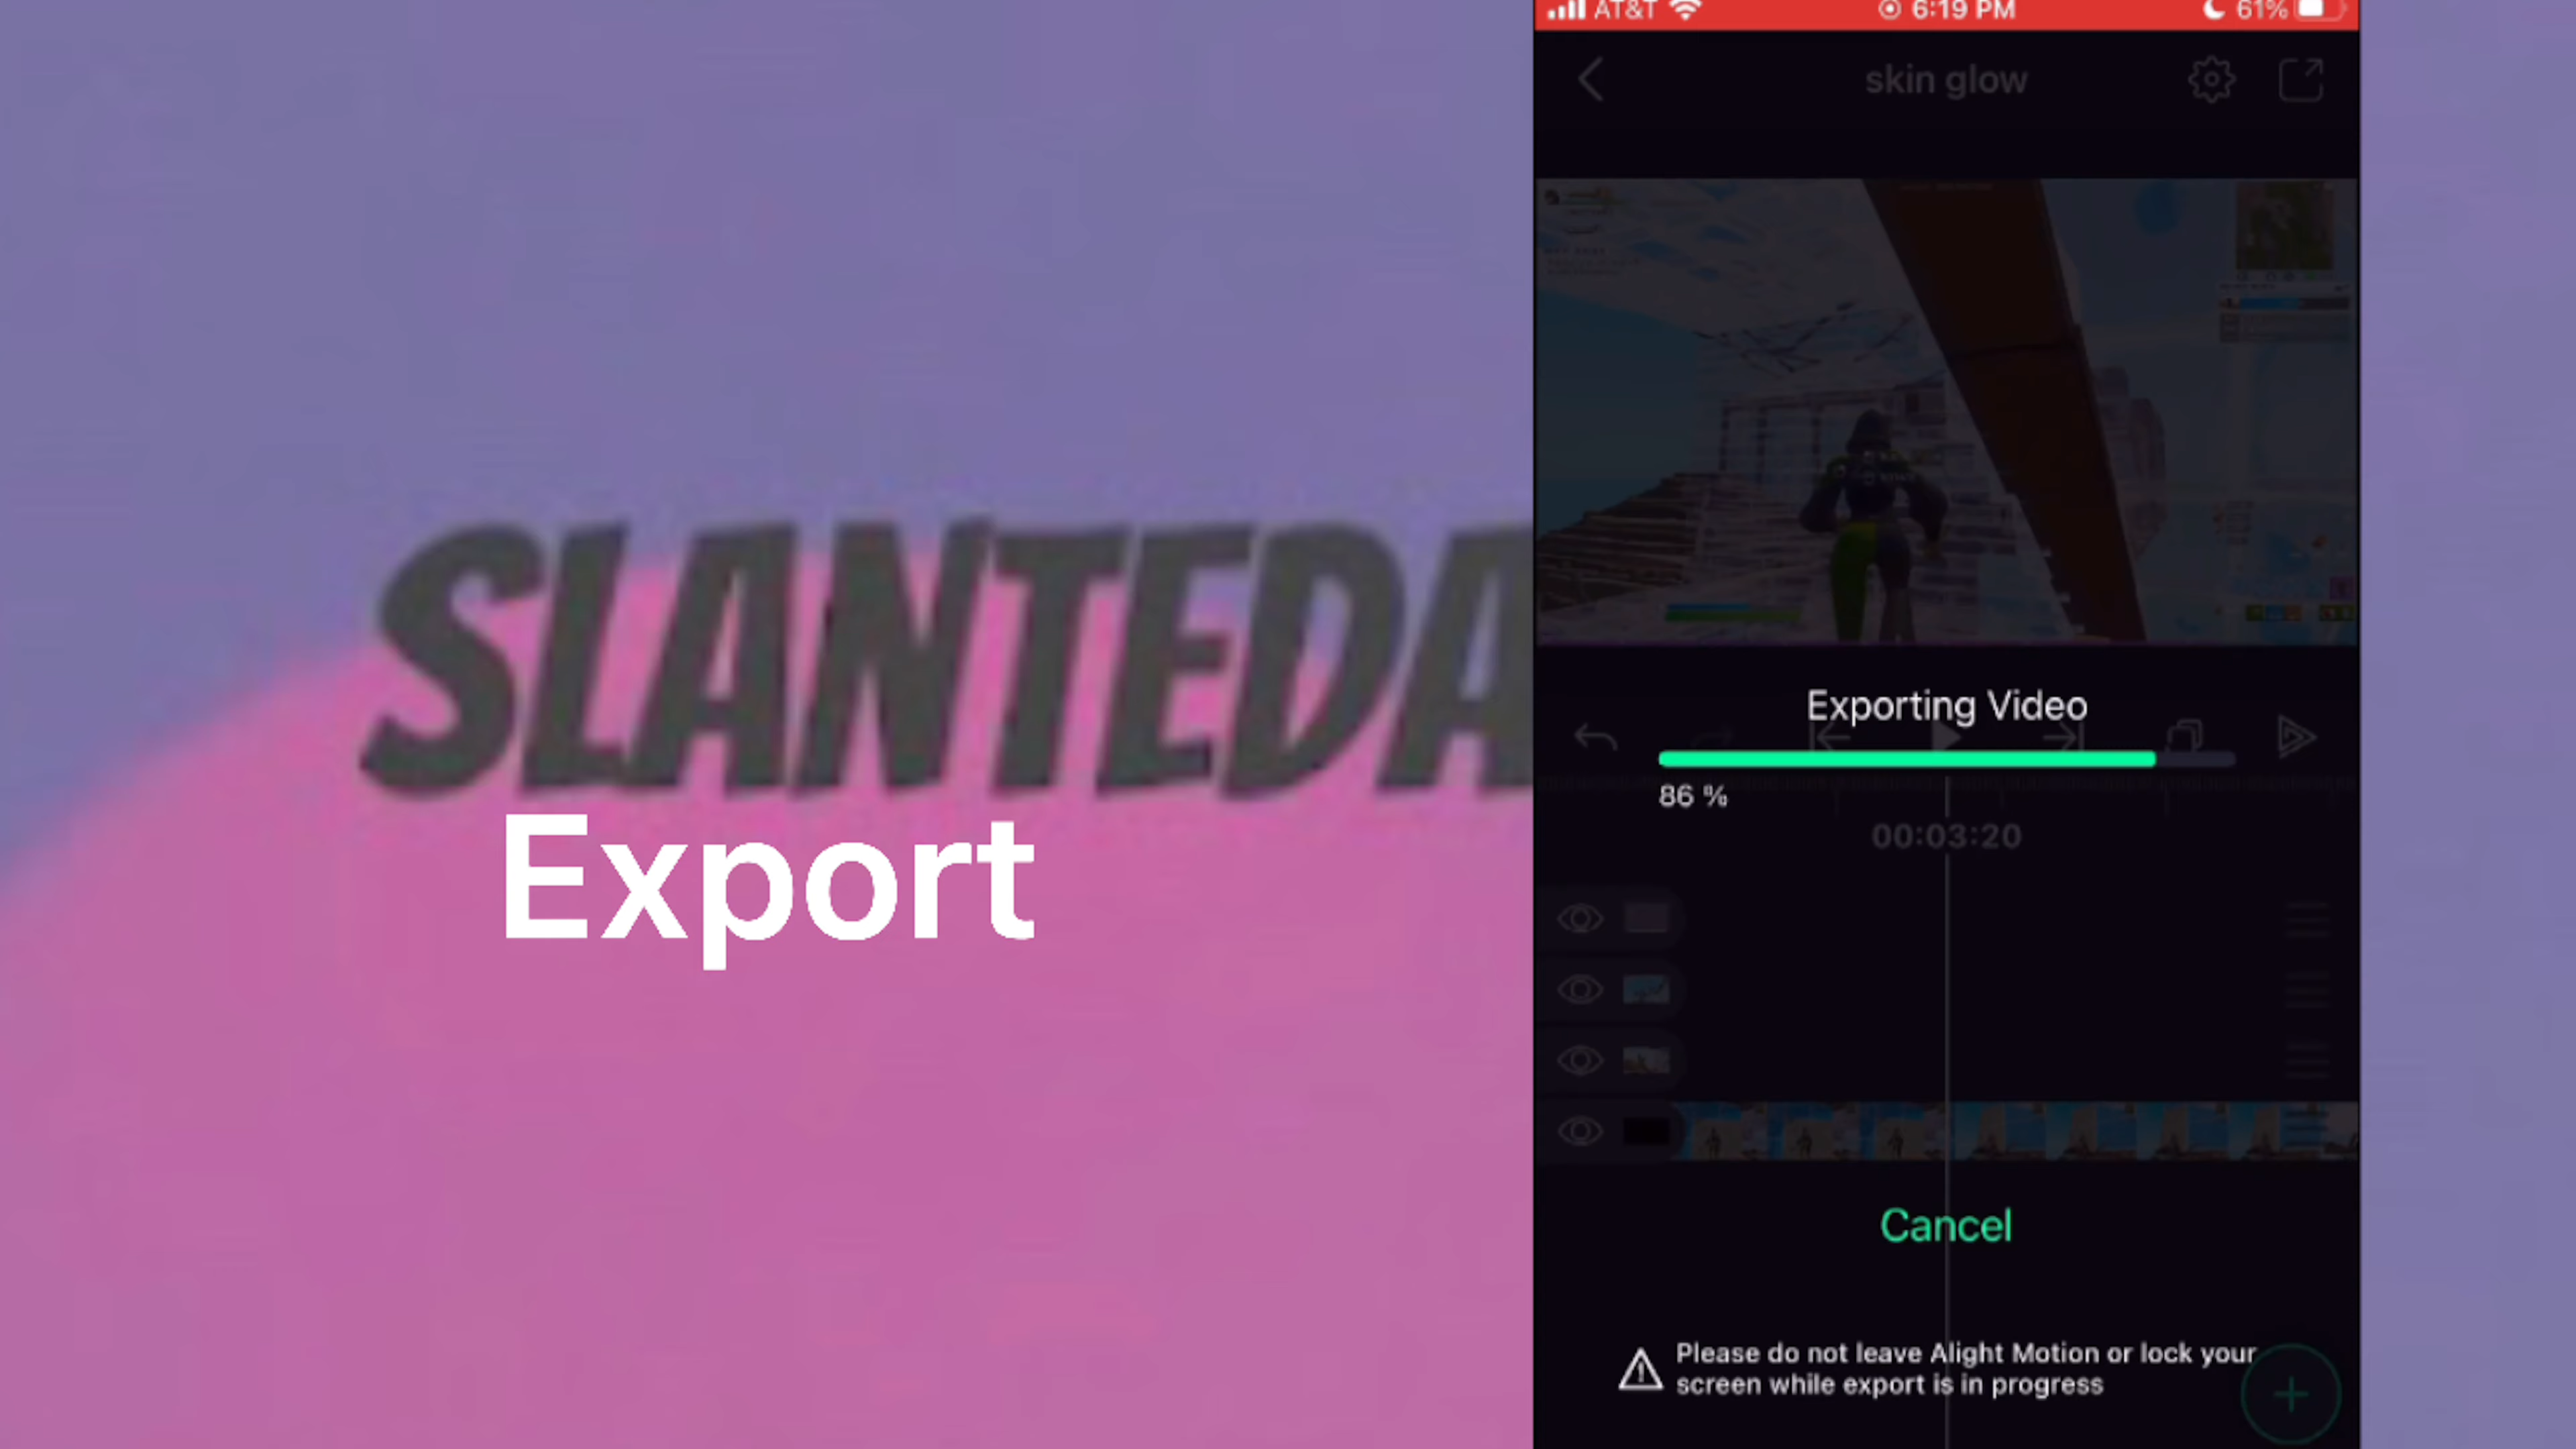 AT&T 6:19 PM 61%
skin glow
SLANTEDA
Export
Exporting Video
86 %
00:03:20
Cancel
Please do not leave Alight Motion or lock your
screen while export is in progress